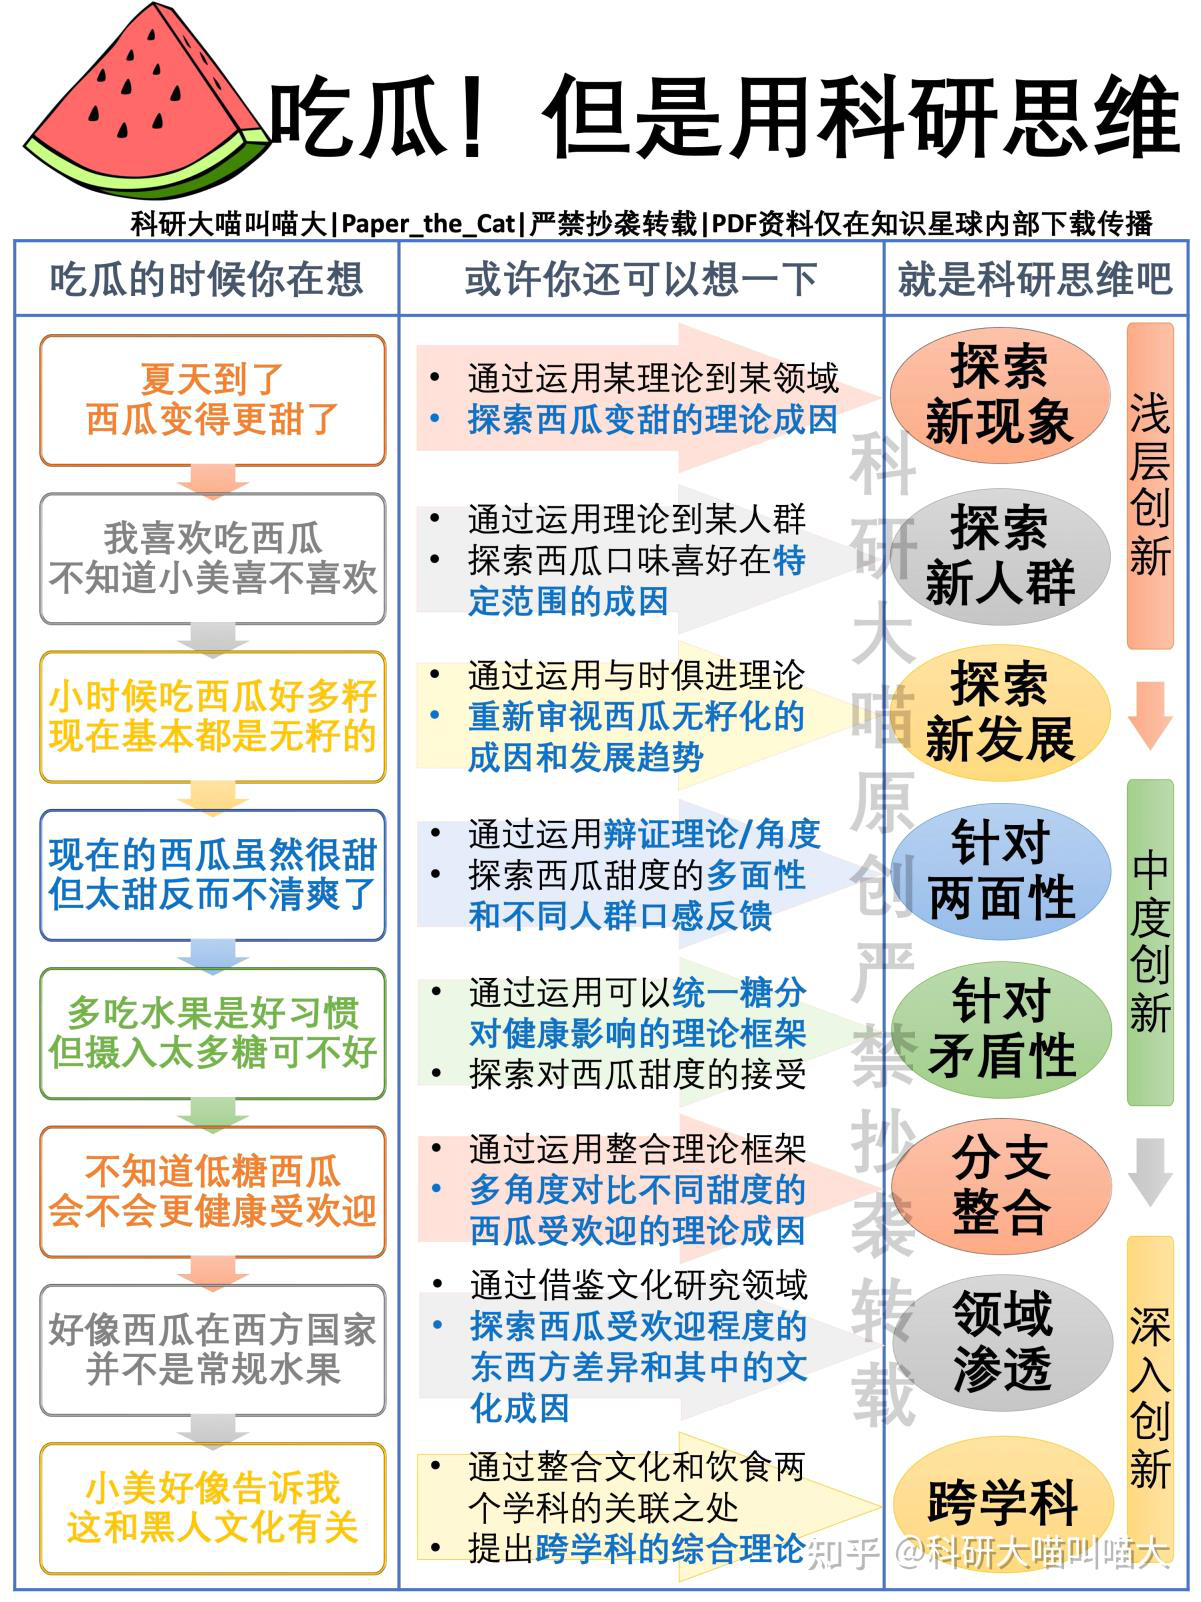 吃瓜！但是用科研思维
科研大喵叫喵大|Paper_the_Cat|严禁抄袭转载|PDF资料仅在知识星球内部下载传播
吃瓜的时候你在想
或许你还可以想一下
就是科研思维吧
夏天到了
西瓜变得更甜了
• 通过运用某理论到某领域
• 探索西瓜变甜的理论成因
探索
新现象
我喜欢吃西瓜
不知道小美喜不喜欢
• 通过运用理论到某人群
• 探索西瓜口味喜好在特
定范围的成因
探索
新人群
浅层创新
小时候吃西瓜好多籽
现在基本都是无籽的
• 通过运用与时俱进理论
• 重新审视西瓜无籽化的
成因和发展趋势
探索
新发展
现在的西瓜虽然很甜
但太甜反而不清爽了
• 通过运用辩证理论/角度
• 探索西瓜甜度的多面性
和不同人群口感反馈
针对
两面性
多吃水果是好习惯
但摄入太多糖可不好
• 通过运用可以统一糖分
对健康影响的理论框架
• 探索对西瓜甜度的接受
针对
矛盾性
中度创新
不知道低糖西瓜
会不会更健康受欢迎
• 通过运用整合理论框架
• 多角度对比不同甜度的
西瓜受欢迎的理论成因
分支
整合
好像西瓜在西方国家
并不是常规水果
• 通过借鉴文化研究领域
• 探索西瓜受欢迎程度的
东西方差异和其中的文
化成因
领域
渗透
小美好像告诉我
这和黑人文化有关
• 通过整合文化和饮食两
个学科的关联之处
• 提出跨学科的综合理论
跨学科
深入创新
科研大喵原创严禁抄袭转载
知乎 @科研大喵叫喵大